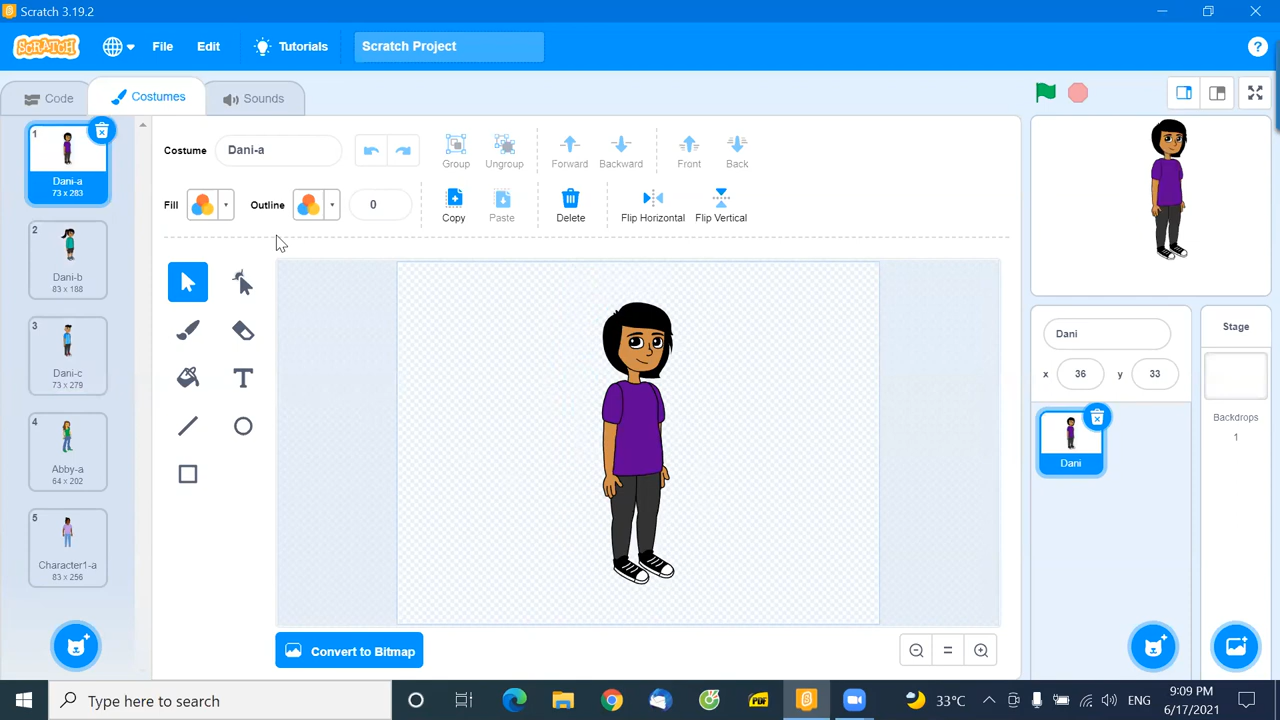 Scratch 3.19.2
SCRATCH
File
Edit
Tutorials
Scratch Project
?
Code
Costumes
Sounds
Costume
Dani-a
Group
Ungroup
Forward
Backward
Front
Back
Fill
Outline
0
Copy
Paste
Delete
Flip Horizontal
Flip Vertical
T
1
Dani-a
73 x 283
2
Dani-b
83 x 188
3
Dani-c
73 x 279
4
Abby-a
64 x 202
5
Character1-a
83 x 256
Convert to Bitmap
Dani
x
36
y
33
Dani
Stage
Backdrops
1
Type here to search
PDF
33°C
ENG
9:09 PM
6/17/2021